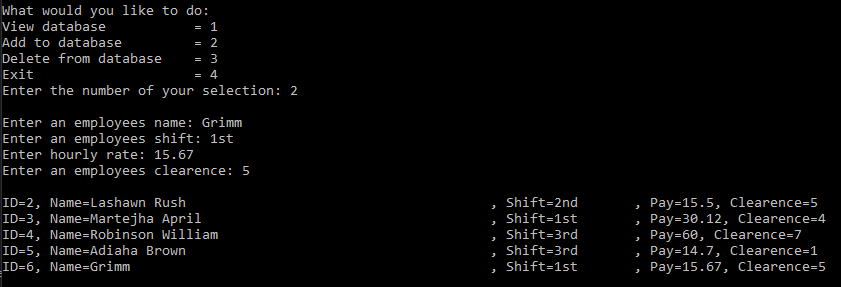 What would you like to do:
View database           = 1
Add to database         = 2
Delete from database    = 3
Exit                    = 4
Enter the number of your selection: 2

Enter an employees name: Grimm
Enter an employees shift: 1st
Enter hourly rate: 15.67
Enter an employees clearence: 5

ID=2, Name=Lashawn Rush                                      , Shift=2nd       , Pay=15.5, Clearence=5
ID=3, Name=Martejha April                                    , Shift=1st       , Pay=30.12, Clearence=4
ID=4, Name=Robinson William                                  , Shift=3rd       , Pay=60, Clearence=7
ID=5, Name=Adiaha Brown                                      , Shift=3rd       , Pay=14.7, Clearence=1
ID=6, Name=Grimm                                             , Shift=1st       , Pay=15.67, Clearence=5